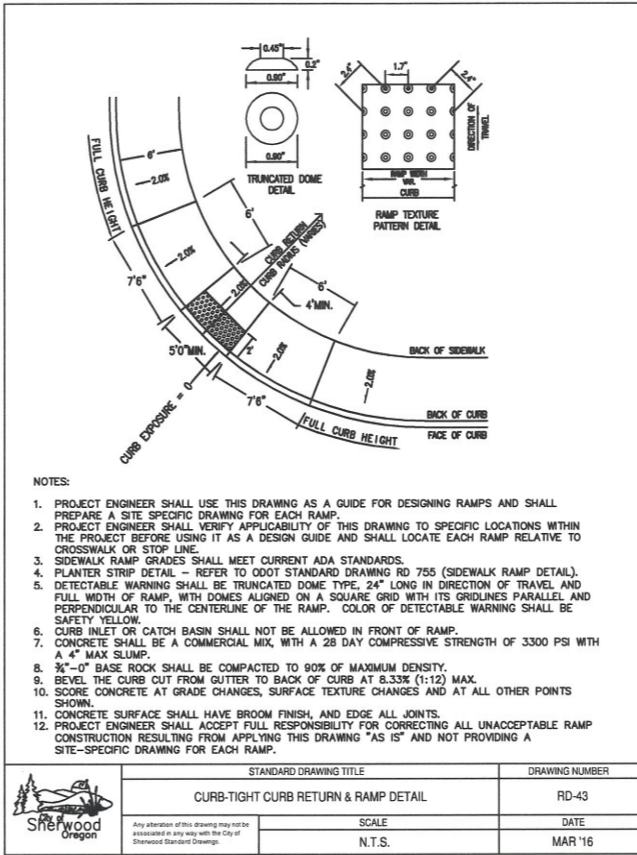 0.45"
0.2"
0.90"
0.90"
TRUNCATED DOME
DETAIL
2.4"
1.7"
2.4"
DIRECTION OF
TRAVEL
RAMP WIDTH
VAR.
CURB
RAMP TEXTURE
PATTERN DETAIL
FULL CURB HEIGHT
6'
2.0%
2.0%
6'
CURB RETURN
CURB RADIUS (VARIES)
7'6"
2.0%
2.0%
6'
4'MIN.
5'0"MIN.
2'
2.0%
2.0%
BACK OF SIDEWALK
CURB EXPOSURE = 0
7'6"
FULL CURB HEIGHT
BACK OF CURB
FACE OF CURB
NOTES:
1. PROJECT ENGINEER SHALL USE THIS DRAWING AS A GUIDE FOR DESIGNING RAMPS AND SHALL
PREPARE A SITE SPECIFIC DRAWING FOR EACH RAMP.
2. PROJECT ENGINEER SHALL VERIFY APPLICABILITY OF THIS DRAWING TO SPECIFIC LOCATIONS WITHIN
THE PROJECT BEFORE USING IT AS A DESIGN GUIDE AND SHALL LOCATE EACH RAMP RELATIVE TO
CROSSWALK OR STOP LINE.
3. SIDEWALK RAMP GRADES SHALL MEET CURRENT ADA STANDARDS.
4. PLANTER STRIP DETAIL – REFER TO ODOT STANDARD DRAWING RD 755 (SIDEWALK RAMP DETAIL).
5. DETECTABLE WARNING SHALL BE TRUNCATED DOME TYPE, 24" LONG IN DIRECTION OF TRAVEL AND
FULL WIDTH OF RAMP, WITH DOMES ALIGNED ON A SQUARE GRID WITH ITS GRIDLINES PARALLEL AND
PERPENDICULAR TO THE CENTERLINE OF THE RAMP. COLOR OF DETECTABLE WARNING SHALL BE
SAFETY YELLOW.
6. CURB INLET OR CATCH BASIN SHALL NOT BE ALLOWED IN FRONT OF RAMP.
7. CONCRETE SHALL BE A COMMERCIAL MIX, WITH A 28 DAY COMPRESSIVE STRENGTH OF 3300 PSI WITH
A 4" MAX SLUMP.
8. ¾"-0" BASE ROCK SHALL BE COMPACTED TO 90% OF MAXIMUM DENSITY.
9. BEVEL THE CURB CUT FROM GUTTER TO BACK OF CURB AT 8.33% (1:12) MAX.
10. SCORE CONCRETE AT GRADE CHANGES, SURFACE TEXTURE CHANGES AND AT ALL OTHER POINTS
SHOWN.
11. CONCRETE SURFACE SHALL HAVE BROOM FINISH, AND EDGE ALL JOINTS.
12. PROJECT ENGINEER SHALL ACCEPT FULL RESPONSIBILITY FOR CORRECTING ALL UNACCEPTABLE RAMP
CONSTRUCTION RESULTING FROM APPLYING THIS DRAWING "AS IS" AND NOT PROVIDING A
SITE-SPECIFIC DRAWING FOR EACH RAMP.
City of
Sherwood
Oregon
STANDARD DRAWING TITLE
DRAWING NUMBER
CURB-TIGHT CURB RETURN & RAMP DETAIL
RD-43
Any alteration of this drawing may not be
associated in any way with the City of
Sherwood Standard Drawings.
SCALE
DATE
N.T.S.
MAR '16